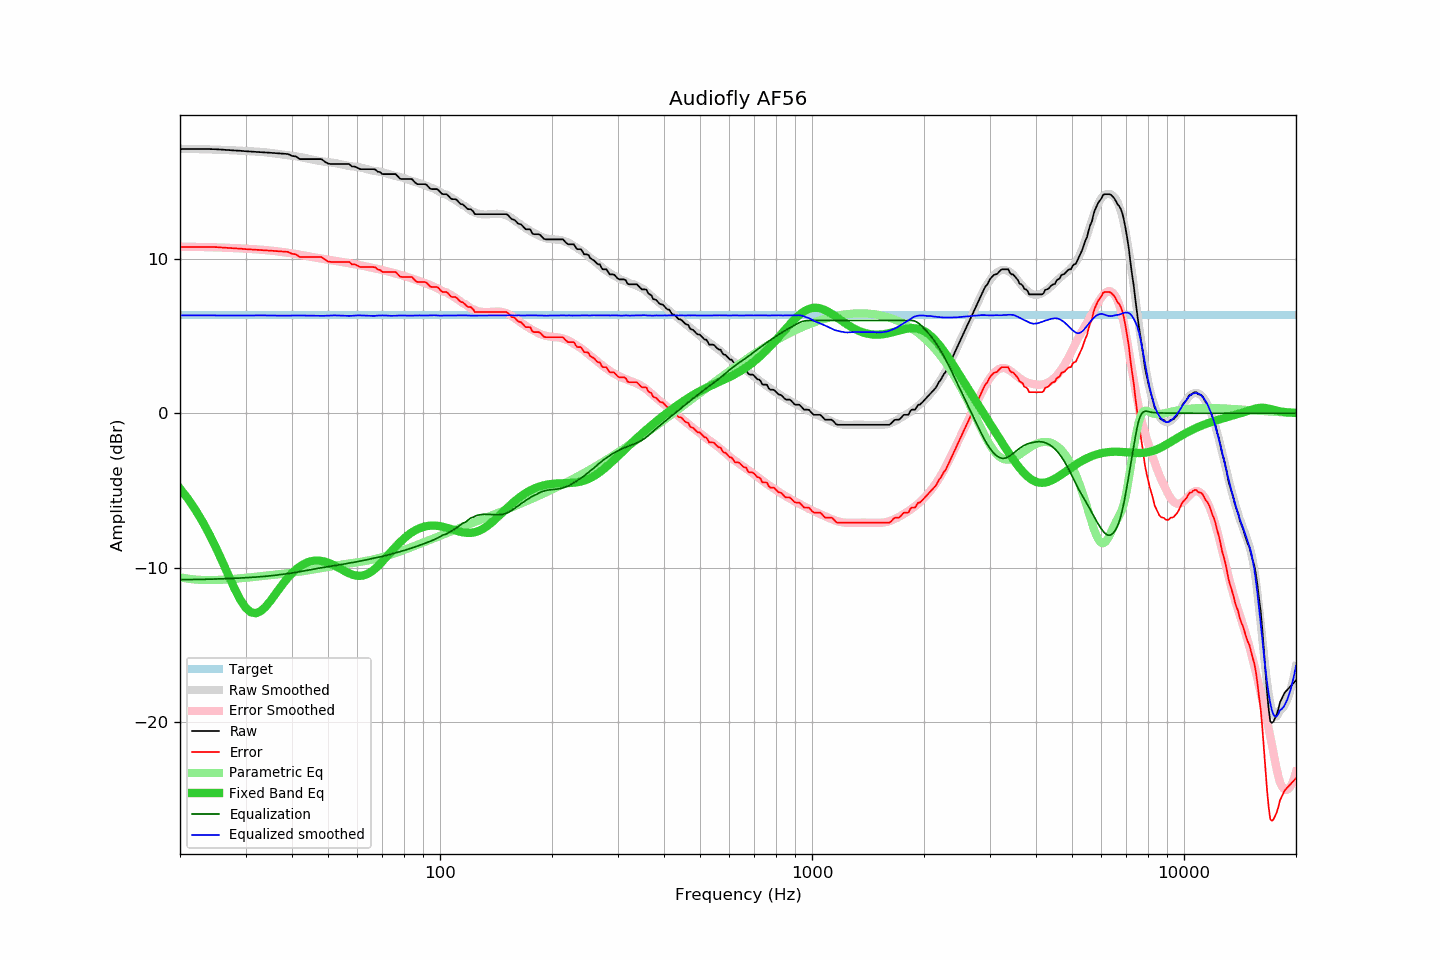 Audiofly AF56
Amplitude (dBr)
10
0
−10
−20
Target
Raw Smoothed
Error Smoothed
Raw
Error
Parametric Eq
Fixed Band Eq
Equalization
Equalized smoothed
100
1000
10000
Frequency (Hz)